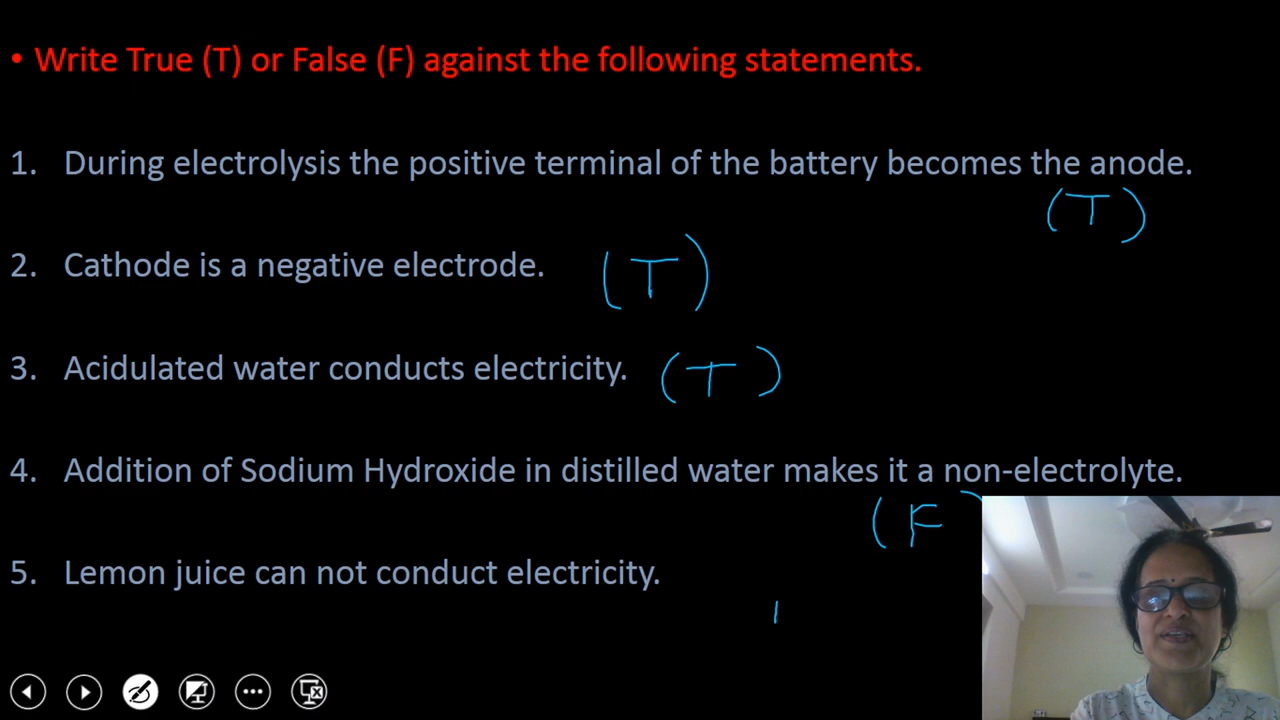 • Write True (T) or False (F) against the following statements.
1. During electrolysis the positive terminal of the battery becomes the anode.
(T)
2. Cathode is a negative electrode. (T)
3. Acidulated water conducts electricity. (T)
4. Addition of Sodium Hydroxide in distilled water makes it a non-electrolyte.
(F)
5. Lemon juice can not conduct electricity.